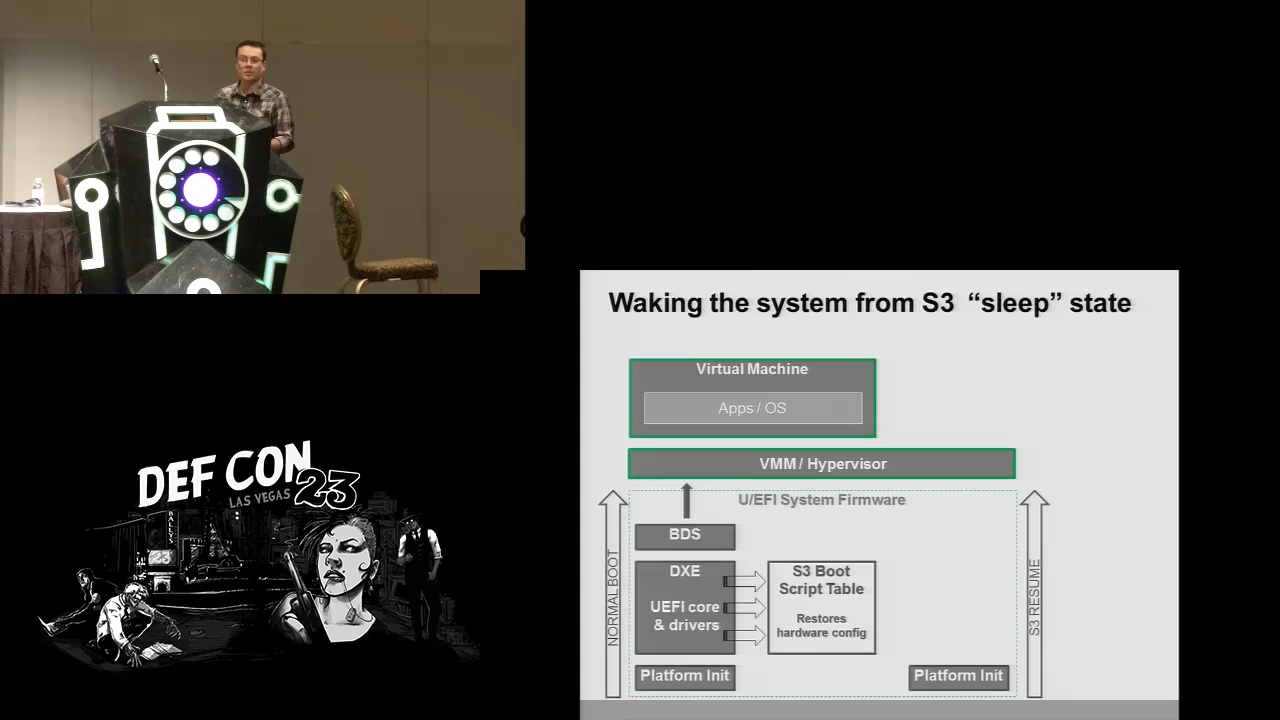 Waking the system from S3 “sleep” state
Virtual Machine
Apps / OS
VMM / Hypervisor
U/EFI System Firmware
BDS
DXE
UEFI core
& drivers
S3 Boot
Script Table
Restores
hardware config
Platform Init
Platform Init
NORMAL BOOT
S3 RESUME
DEF CON
LAS VEGAS 23
BALLYS
23